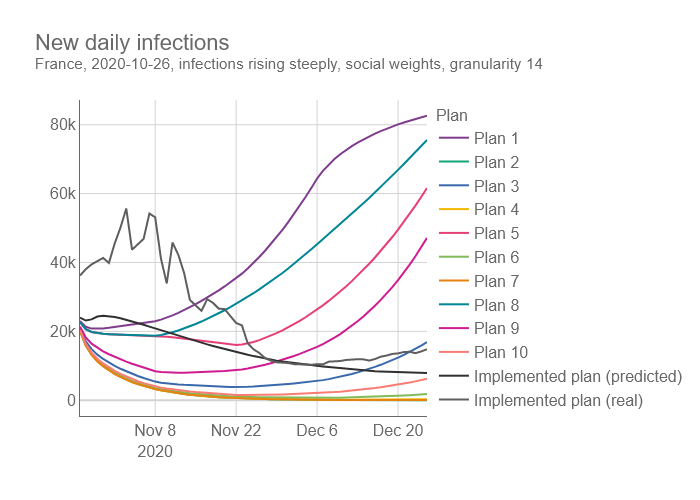 New daily infections
France, 2020-10-26, infections rising steeply, social weights, granularity 14
Plan
80k
60k
40k
20k
0
Nov 8
2020
Nov 22
Dec 6
Dec 20
Plan 1
Plan 2
Plan 3
Plan 4
Plan 5
Plan 6
Plan 7
Plan 8
Plan 9
Plan 10
Implemented plan (predicted)
Implemented plan (real)